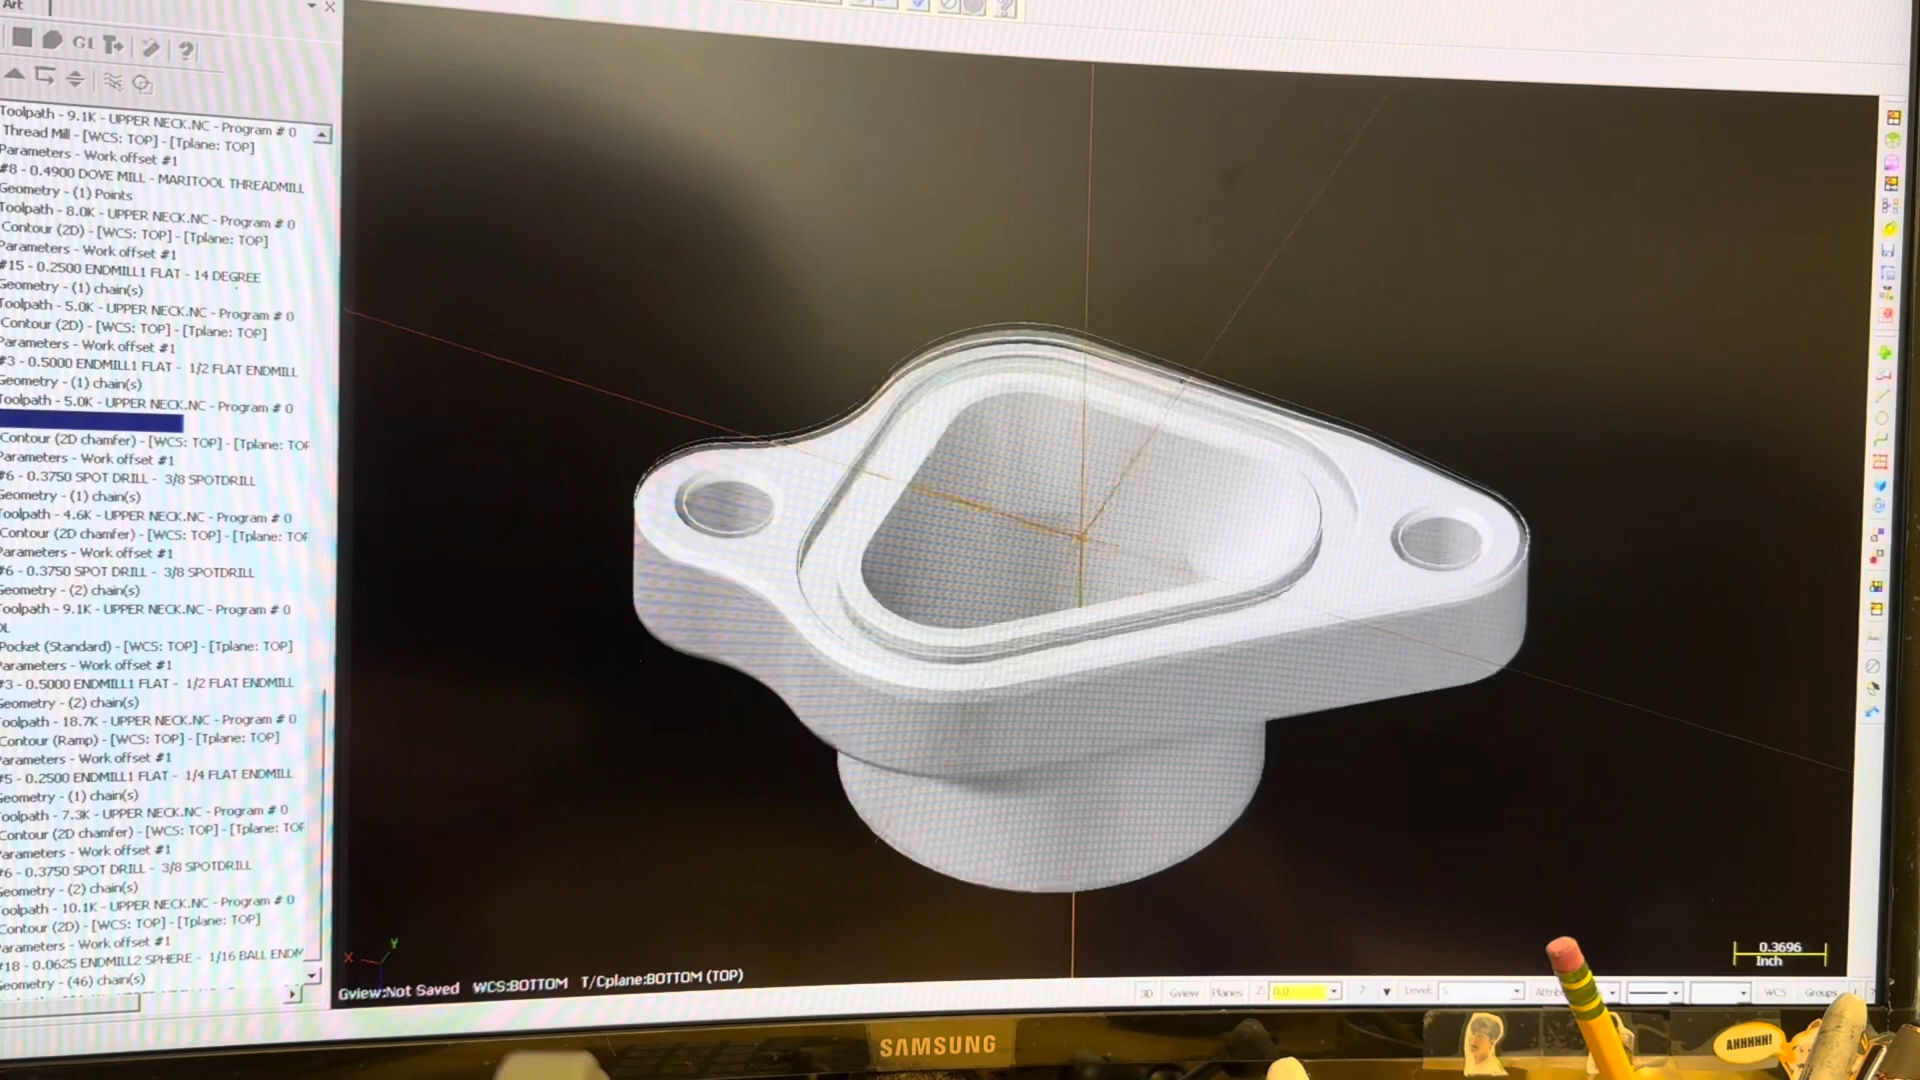 Art
G1
Toolpath - 9.1K - UPPER NECK.NC - Program # 0
Thread Mill - [WCS: TOP] - [Tplane: TOP]
Parameters - Work offset #1
#8 - 0.4900 DOVE MILL - MARITOOL THREADMILL
Geometry - (1) Points
Toolpath - 8.0K - UPPER NECK.NC - Program # 0
Contour (2D) - [WCS: TOP] - [Tplane: TOP]
Parameters - Work offset #1
#15 - 0.2500 ENDMILL1 FLAT - 14 DEGREE
Geometry - (1) chain(s)
Toolpath - 5.0K - UPPER NECK.NC - Program # 0
Contour (2D) - [WCS: TOP] - [Tplane: TOP]
Parameters - Work offset #1
#3 - 0.5000 ENDMILL1 FLAT - 1/2 FLAT ENDMILL
Geometry - (1) chain(s)
Toolpath - 5.0K - UPPER NECK.NC - Program # 0
Contour (2D chamfer) - [WCS: TOP] - [Tplane: TOP
Parameters - Work offset #1
#6 - 0.3750 SPOT DRILL - 3/8 SPOTDRILL
Geometry - (1) chain(s)
Toolpath - 4.6K - UPPER NECK.NC - Program # 0
Contour (2D chamfer) - [WCS: TOP] - [Tplane: TOP
Parameters - Work offset #1
#6 - 0.3750 SPOT DRILL - 3/8 SPOTDRILL
Geometry - (2) chain(s)
Toolpath - 9.1K - UPPER NECK.NC - Program # 0
OL
Pocket (Standard) - [WCS: TOP] - [Tplane: TOP]
Parameters - Work offset #1
#3 - 0.5000 ENDMILL1 FLAT - 1/2 FLAT ENDMILL
Geometry - (2) chain(s)
Toolpath - 18.7K - UPPER NECK.NC - Program # 0
Contour (Ramp) - [WCS: TOP] - [Tplane: TOP]
Parameters - Work offset #1
#5 - 0.2500 ENDMILL1 FLAT - 1/4 FLAT ENDMILL
Geometry - (1) chain(s)
Toolpath - 7.3K - UPPER NECK.NC - Program # 0
Contour (2D chamfer) - [WCS: TOP] - [Tplane: TOP
Parameters - Work offset #1
#6 - 0.3750 SPOT DRILL - 3/8 SPOTDRILL
Geometry - (2) chain(s)
Toolpath - 10.1K - UPPER NECK.NC - Program # 0
Contour (2D) - [WCS: TOP] - [Tplane: TOP]
Parameters - Work offset #1
#18 - 0.0625 ENDMILL2 SPHERE - 1/16 BALL ENDM
Geometry - (46) chain(s)
X Y
0.3696
Inch
Gview:Not Saved WCS:BOTTOM T/Cplane:BOTTOM (TOP)
3D Gview Planes Z: 0.0 Level: 5 Attrib WCS Groups
SAMSUNG
AHHHHH!